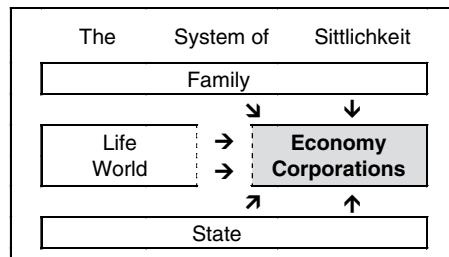 The System of Sittlichkeit
Family
Life Economy
World Corporations
State